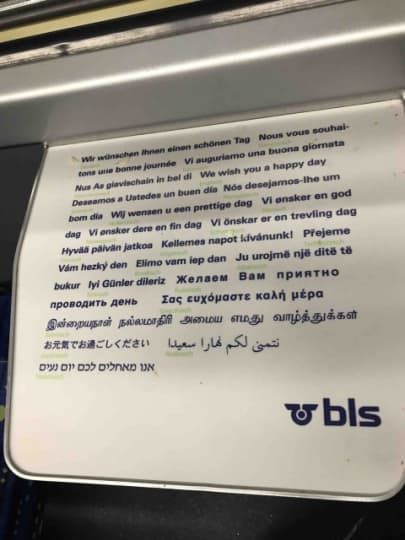 Wir wünschen Ihnen einen schönen Tag Nous vous souhai-
tons une bonne journée Vi auguriamo una buona giornata
Nus As giavischain in bel di We wish you a happy day
Deseamos a Ustedes un buen día Nós desejamos-lhe um
bom dia Wij wensen u een prettige dag Vi ønsker en god
dag Vi ønsker dere en fin dag Vi önskar er en trevling dag
Hyvää päivän jatkoa Kellemes napot kívánunk! Přejeme
Vám hezký den Elimo vam iep dan Ju urojmë një ditë të
bukur Iyi Günler dileriz Желаем Вам приятно
проводить день Σας ευχόμαστε καλή μέρα
இன்றையநாள் நல்லமாதிரி அமைய எமது வாழ்த்துக்கள்
お元気でお過ごしください نتمنى لكم نهارا سعيدا
אנו מאחלים לכם יום נעים
bls